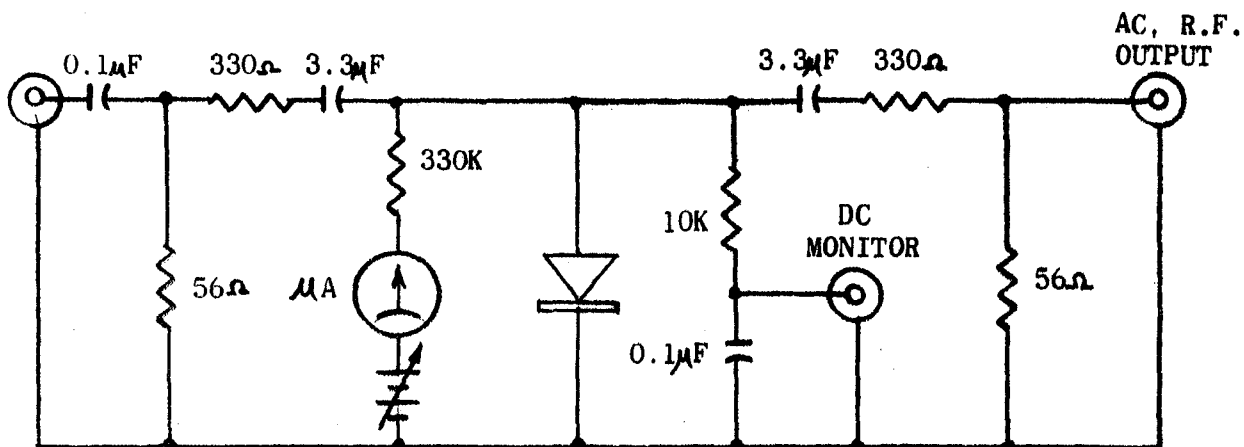 AC, R.F.
OUTPUT
0.1μF
330Ω
3.3μF
3.3μF
330Ω
330K
10K
DC
MONITOR
56Ω
μA
56Ω
0.1μF